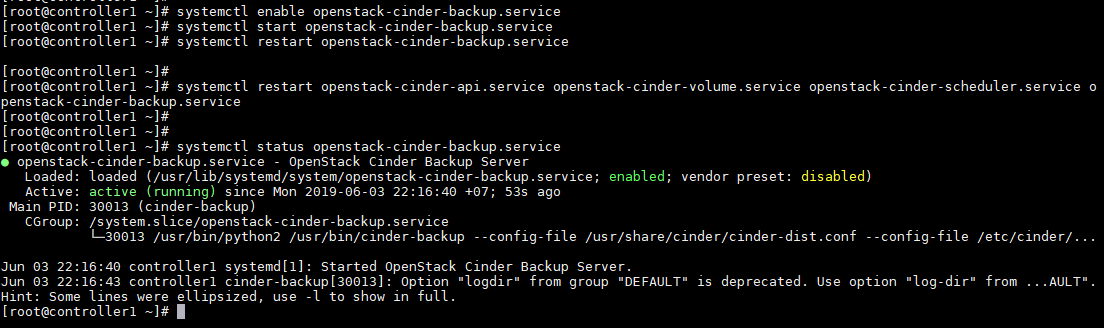 [root@controller1 ~]# systemctl enable openstack-cinder-backup.service
[root@controller1 ~]# systemctl start openstack-cinder-backup.service
[root@controller1 ~]# systemctl restart openstack-cinder-backup.service
[root@controller1 ~]#
[root@controller1 ~]# systemctl restart openstack-cinder-api.service openstack-cinder-volume.service openstack-cinder-scheduler.service o
penstack-cinder-backup.service
[root@controller1 ~]#
[root@controller1 ~]#
[root@controller1 ~]# systemctl status openstack-cinder-backup.service
● openstack-cinder-backup.service - OpenStack Cinder Backup Server
   Loaded: loaded (/usr/lib/systemd/system/openstack-cinder-backup.service; enabled; vendor preset: disabled)
   Active: active (running) since Mon 2019-06-03 22:16:40 +07; 53s ago
 Main PID: 30013 (cinder-backup)
   CGroup: /system.slice/openstack-cinder-backup.service
           └─30013 /usr/bin/python2 /usr/bin/cinder-backup --config-file /usr/share/cinder/cinder-dist.conf --config-file /etc/cinder/...
Jun 03 22:16:40 controller1 systemd[1]: Started OpenStack Cinder Backup Server.
Jun 03 22:16:43 controller1 cinder-backup[30013]: Option "logdir" from group "DEFAULT" is deprecated. Use option "log-dir" from ...AULT".
Hint: Some lines were ellipsized, use -l to show in full.
[root@controller1 ~]#